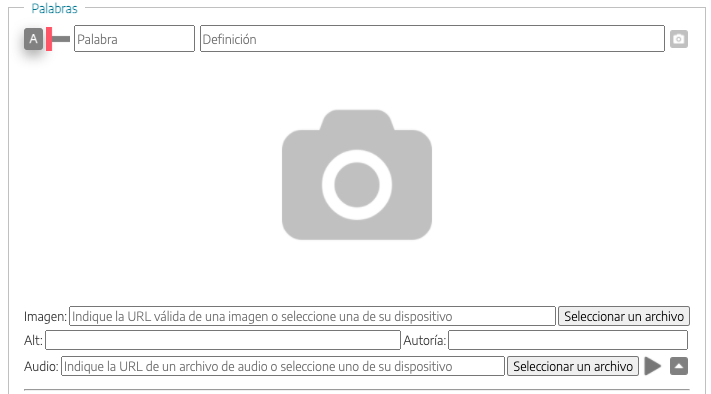 Palabras
A Palabra Definición
Imagen: Indique la URL válida de una imagen o seleccione una de su dispositivo Seleccionar un archivo
Alt: Autoría:
Audio: Indique la URL de un archivo de audio o seleccione uno de su dispositivo Seleccionar un archivo